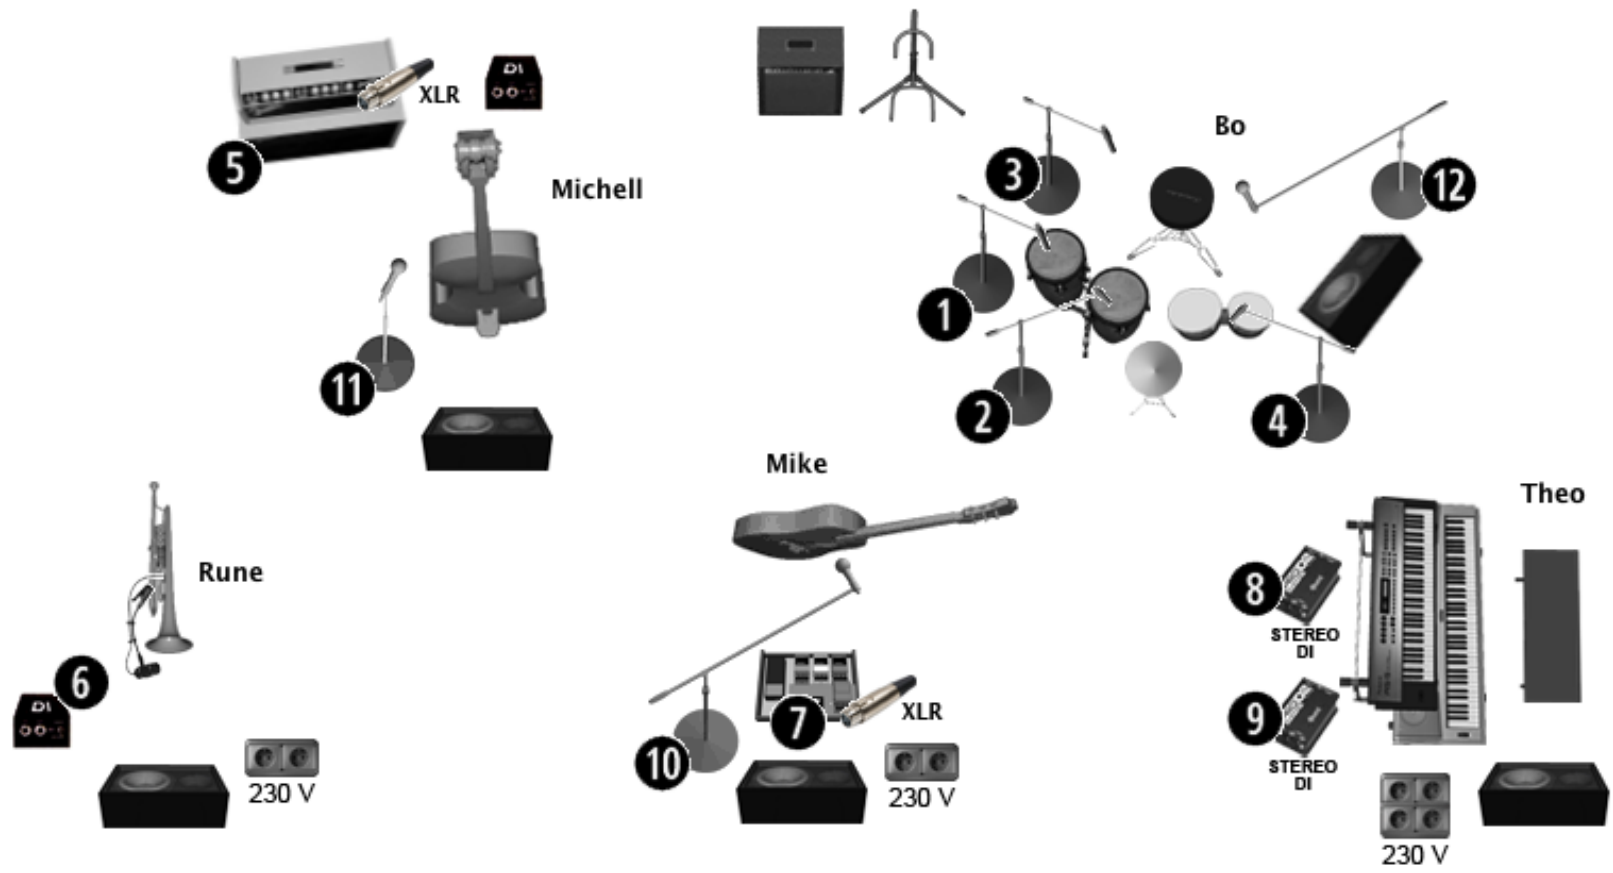 DI
XLR
5
Michell
11
Bo
3
12
1
2
4
Mike
Theo
Rune
6
DI
230 V
7
XLR
10
230 V
8
STEREO
DI
9
STEREO
DI
230 V